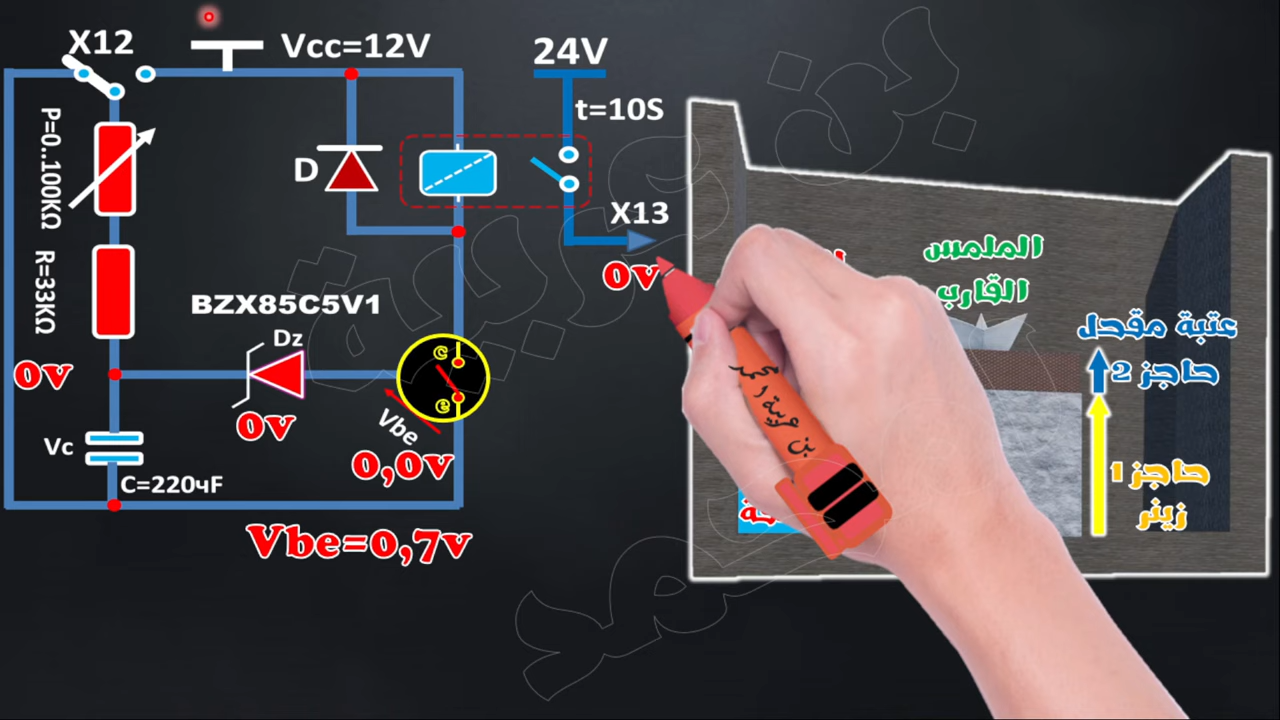 X12
Vcc=12V
24V
t=10S
P=0..100KΩ
D
X13
0v
R=33KΩ
BZX85C5V1
Dz
0v
0v
c
e
Vbe
0,0v
Vc
C=220чF
Vbe=0,7v
الملمس
القارب
عتبة مقحل
حاجز 2
حاجز 1
زينر